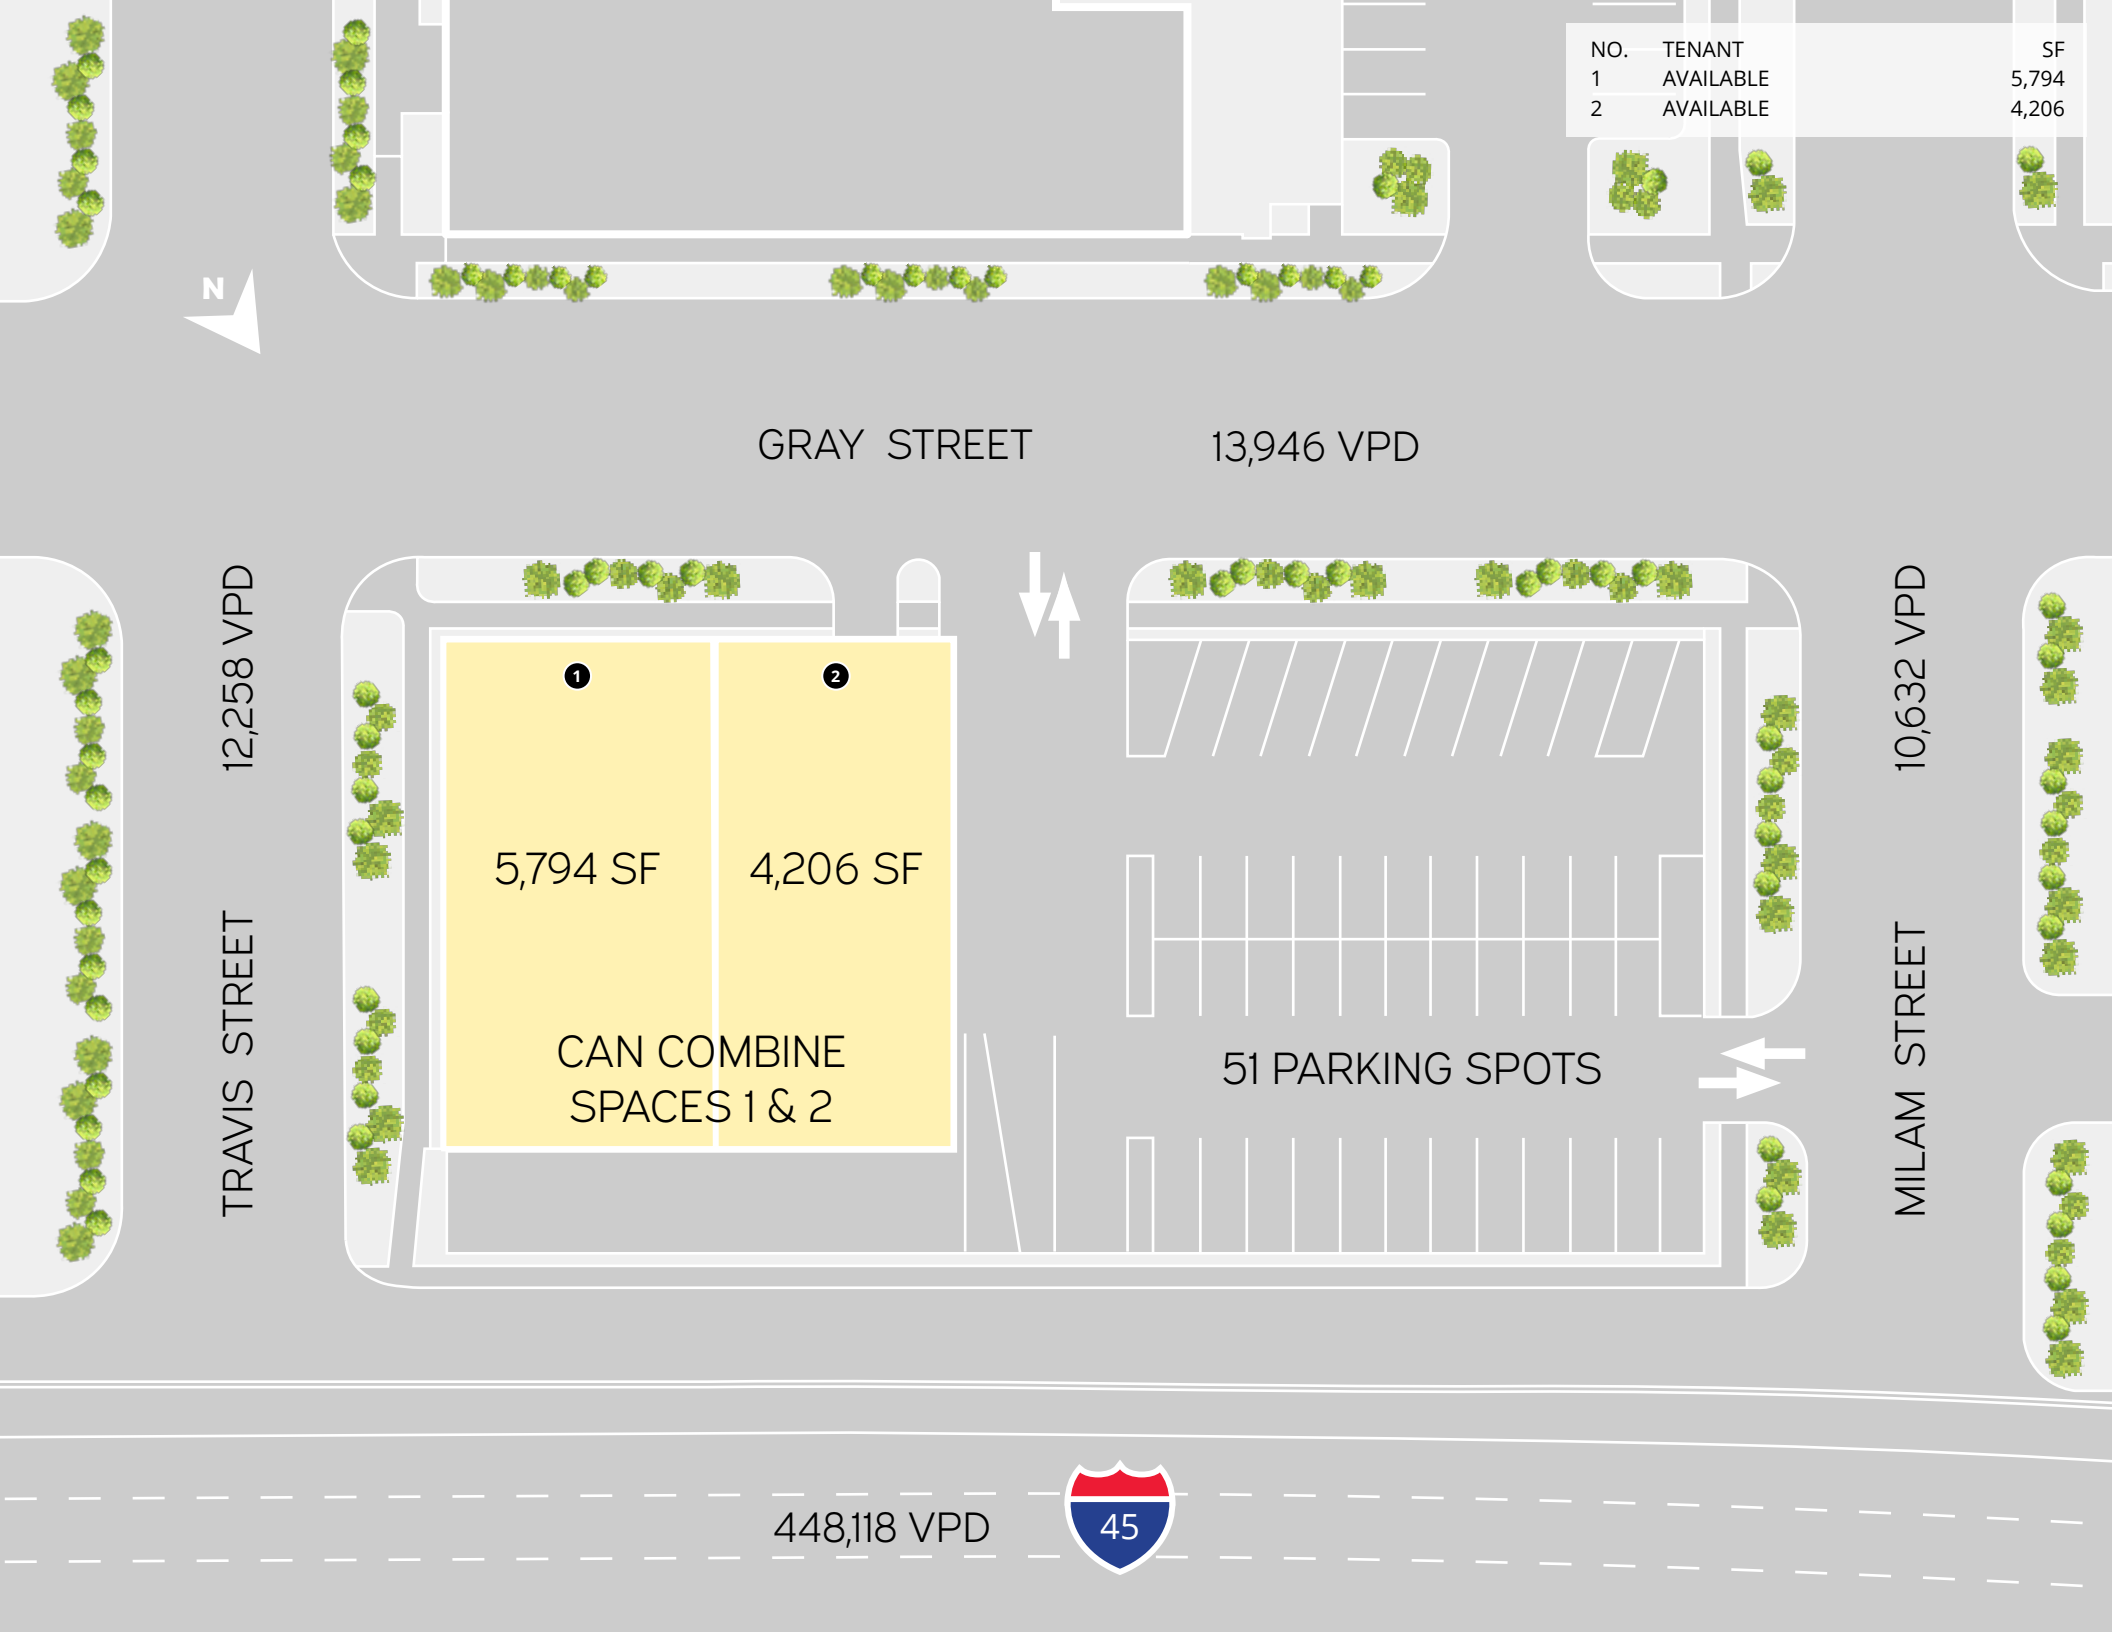 NO. TENANT SF
1 AVAILABLE 5,794
2 AVAILABLE 4,206
N
GRAY STREET 13,946 VPD
12,258 VPD
TRAVIS STREET
10,632 VPD
MILAM STREET
1
2
5,794 SF
4,206 SF
CAN COMBINE
SPACES 1 & 2
51 PARKING SPOTS
448,118 VPD
45